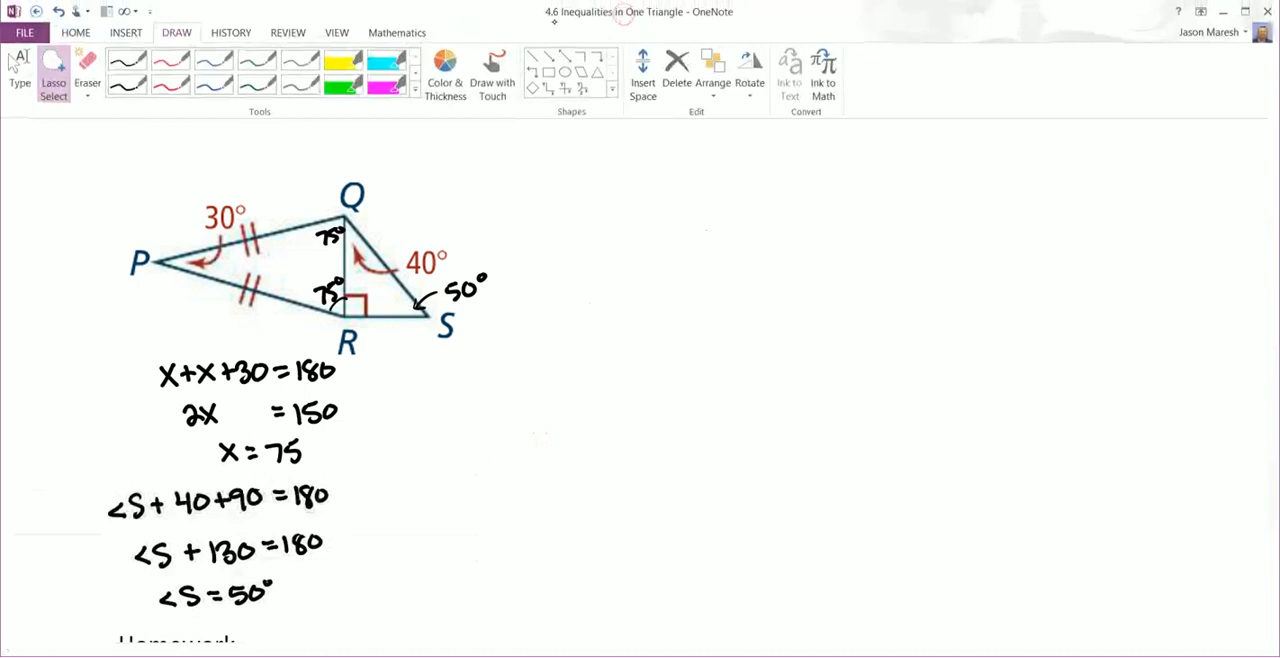 4.6 Inequalities in One Triangle - OneNote
FILE HOME INSERT DRAW HISTORY REVIEW VIEW Mathematics
Jason Maresh
Type
Lasso Select
Eraser
Color & Thickness
Draw with Touch
Insert Space
Delete
Arrange
Rotate
Ink to Text
Ink to Math
Tools
Shapes
Edit
Convert
Q
30°
75°
P
40°
75°
50°
S
R
x+x+30=180
2x =150
x=75
<S+40+90=180
<S+130=180
<S=50°
Homework